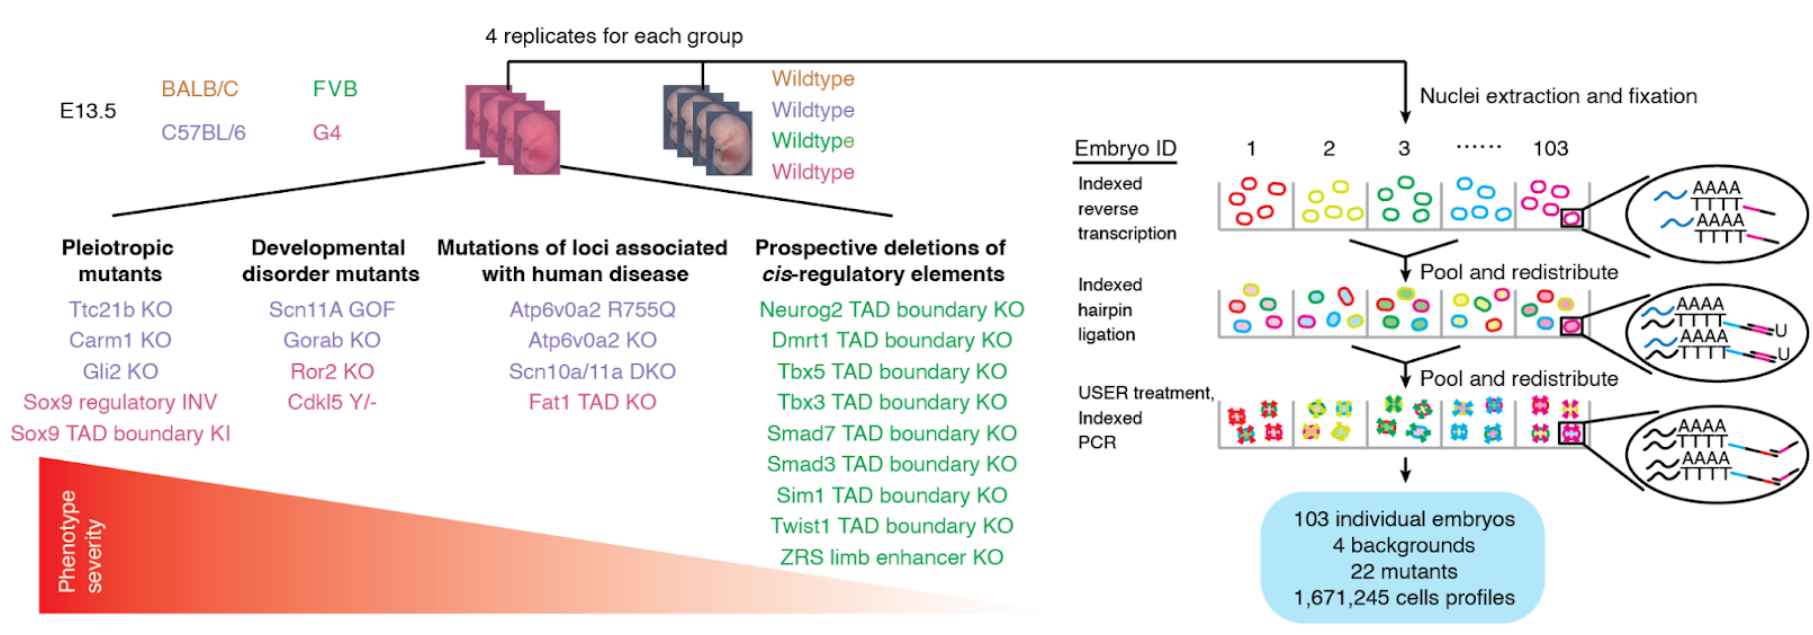 4 replicates for each group
E13.5
BALB/C
FVB
C57BL/6
G4
Wildtype
Wildtype
Wildtype
Wildtype
Pleiotropic
mutants
Ttc21b KO
Carm1 KO
Gli2 KO
Sox9 regulatory INV
Sox9 TAD boundary KI
Developmental
disorder mutants
Scn11A GOF
Gorab KO
Ror2 KO
Cdkl5 Y/-
Mutations of loci associated
with human disease
Atp6v0a2 R755Q
Atp6v0a2 KO
Scn10a/11a DKO
Fat1 TAD KO
Prospective deletions of
cis-regulatory elements
Neurog2 TAD boundary KO
Dmrt1 TAD boundary KO
Tbx5 TAD boundary KO
Tbx3 TAD boundary KO
Smad7 TAD boundary KO
Smad3 TAD boundary KO
Sim1 TAD boundary KO
Twist1 TAD boundary KO
ZRS limb enhancer KO
Phenotype
severity
Nuclei extraction and fixation
Embryo ID 1 2 3 ...... 103
Indexed
reverse
transcription
AAAA
TTTT
AAAA
TTTT
Pool and redistribute
Indexed
hairpin
ligation
AAAA
TTTT U
AAAA
TTTT U
Pool and redistribute
USER treatment,
Indexed
PCR
AAAA
TTTT
AAAA
TTTT
103 individual embryos
4 backgrounds
22 mutants
1,671,245 cells profiles